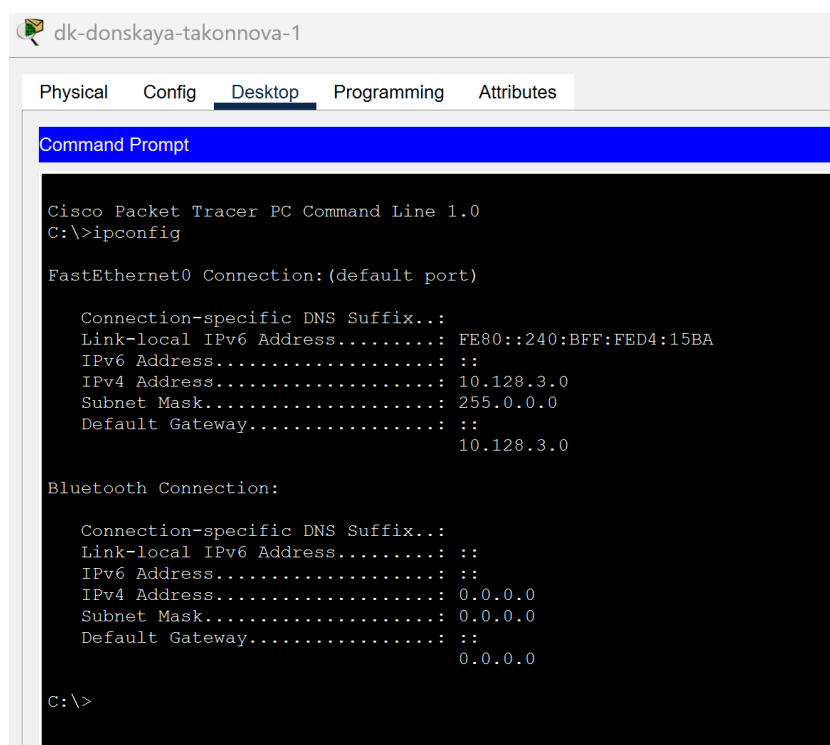 dk-donskaya-takonnova-1
Physical Config Desktop Programming Attributes
Command Prompt
Cisco Packet Tracer PC Command Line 1.0
C:\>ipconfig
FastEthernet0 Connection:(default port)
Connection-specific DNS Suffix..:
Link-local IPv6 Address.........: FE80::240:BFF:FED4:15BA
IPv6 Address....................: ::
IPv4 Address....................: 10.128.3.0
Subnet Mask.....................: 255.0.0.0
Default Gateway.................: ::
10.128.3.0
Bluetooth Connection:
Connection-specific DNS Suffix..:
Link-local IPv6 Address.........: ::
IPv6 Address....................: ::
IPv4 Address....................: 0.0.0.0
Subnet Mask.....................: 0.0.0.0
Default Gateway.................: ::
0.0.0.0
C:\>